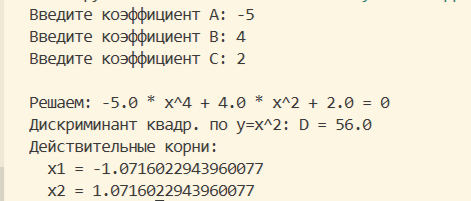 Введите коэффициент A: -5
Введите коэффициент B: 4
Введите коэффициент C: 2
Решаем: -5.0 * x^4 + 4.0 * x^2 + 2.0 = 0
Дискриминант квадр. по y=x^2: D = 56.0
Действительные корни:
x1 = -1.0716022943960077
x2 = 1.0716022943960077